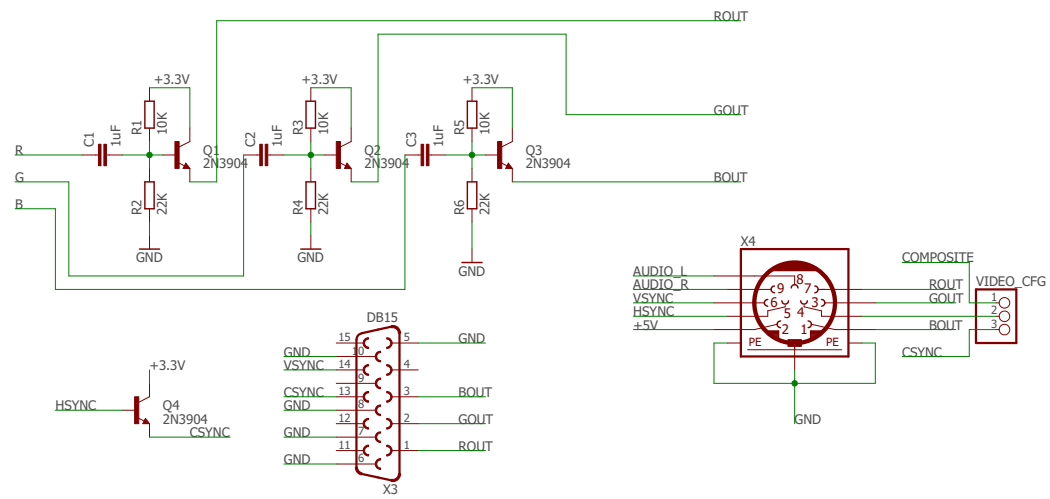 ROUT
+3.3V +3.3V +3.3V
GOUT
R1 10K R3 10K R5 10K
C1 1uF C2 1uF C3 1uF
R Q1 Q2 Q3
2N3904 2N3904 2N3904
G BOUT
R2 22K R4 22K R6 22K
B
GND GND GND
X4
COMPOSITE
AUDIO_L 8 VIDEO_CFG
AUDIO_R 9 7 ROUT
VSYNC 6 3 GOUT 1
HSYNC 5 4 2
+5V 2 1 BOUT 3
PE PE
CSYNC
GND
DB15
15 5 GND
GND 10
VSYNC 14 4
9
CSYNC 13 3 BOUT
GND 8
12 2 GOUT
GND 7
11 1 ROUT
GND 6
X3
+3.3V
HSYNC Q4
2N3904
CSYNC